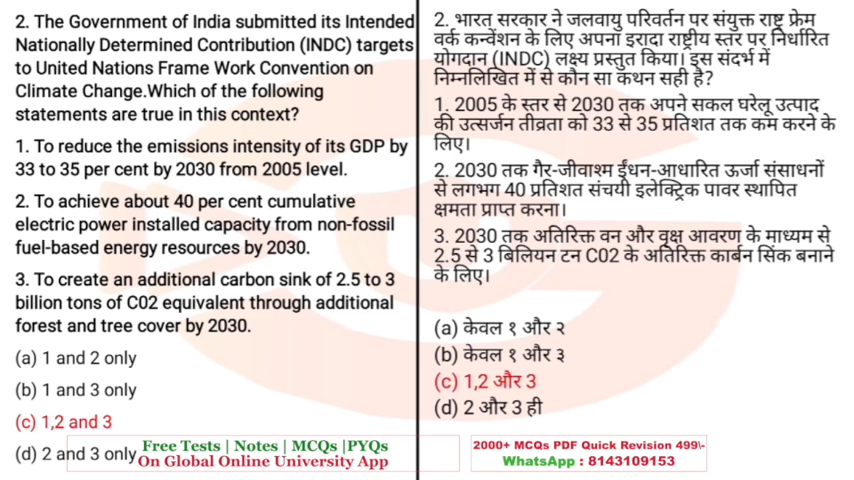 2. The Government of India submitted its Intended
Nationally Determined Contribution (INDC) targets
to United Nations Frame Work Convention on
Climate Change.Which of the following
statements are true in this context?
1. To reduce the emissions intensity of its GDP by
33 to 35 per cent by 2030 from 2005 level.
2. To achieve about 40 per cent cumulative
electric power installed capacity from non-fossil
fuel-based energy resources by 2030.
3. To create an additional carbon sink of 2.5 to 3
billion tons of C02 equivalent through additional
forest and tree cover by 2030.
(a) 1 and 2 only
(b) 1 and 3 only
(c) 1,2 and 3
(d) 2 and 3 only
2. भारत सरकार ने जलवायु परिवर्तन पर संयुक्त राष्ट्र फ्रेम
वर्क कन्वेंशन के लिए अपना इरादा राष्ट्रीय स्तर पर निर्धारित
योगदान (INDC) लक्ष्य प्रस्तुत किया। इस संदर्भ में
निम्नलिखित में से कौन सा कथन सही है?
1. 2005 के स्तर से 2030 तक अपने सकल घरेलू उत्पाद
की उत्सर्जन तीव्रता को 33 से 35 प्रतिशत तक कम करने के
लिए।
2. 2030 तक गैर-जीवाश्म ईंधन-आधारित ऊर्जा संसाधनों
से लगभग 40 प्रतिशत संचयी इलेक्ट्रिक पावर स्थापित
क्षमता प्राप्त करना।
3. 2030 तक अतिरिक्त वन और वृक्ष आवरण के माध्यम से
2.5 से 3 बिलियन टन C02 के अतिरिक्त कार्बन सिंक बनाने
के लिए।
(a) केवल १ और २
(b) केवल १ और ३
(c) 1,2 और 3
(d) 2 और 3 ही
Free Tests | Notes | MCQs |PYQs
On Global Online University App
2000+ MCQs PDF Quick Revision 499\-
WhatsApp : 8143109153